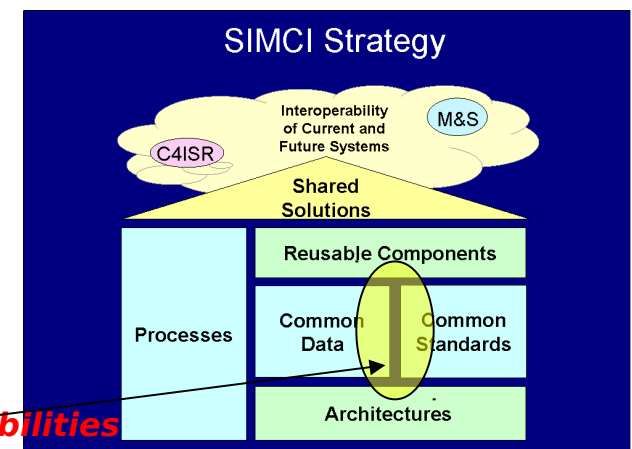 SIMCI Strategy
Interoperability
of Current and
Future Systems
M&S
C4ISR
Shared
Solutions
Reusable Components
Processes
Common
Data
Common
Standards
Architectures
bilities